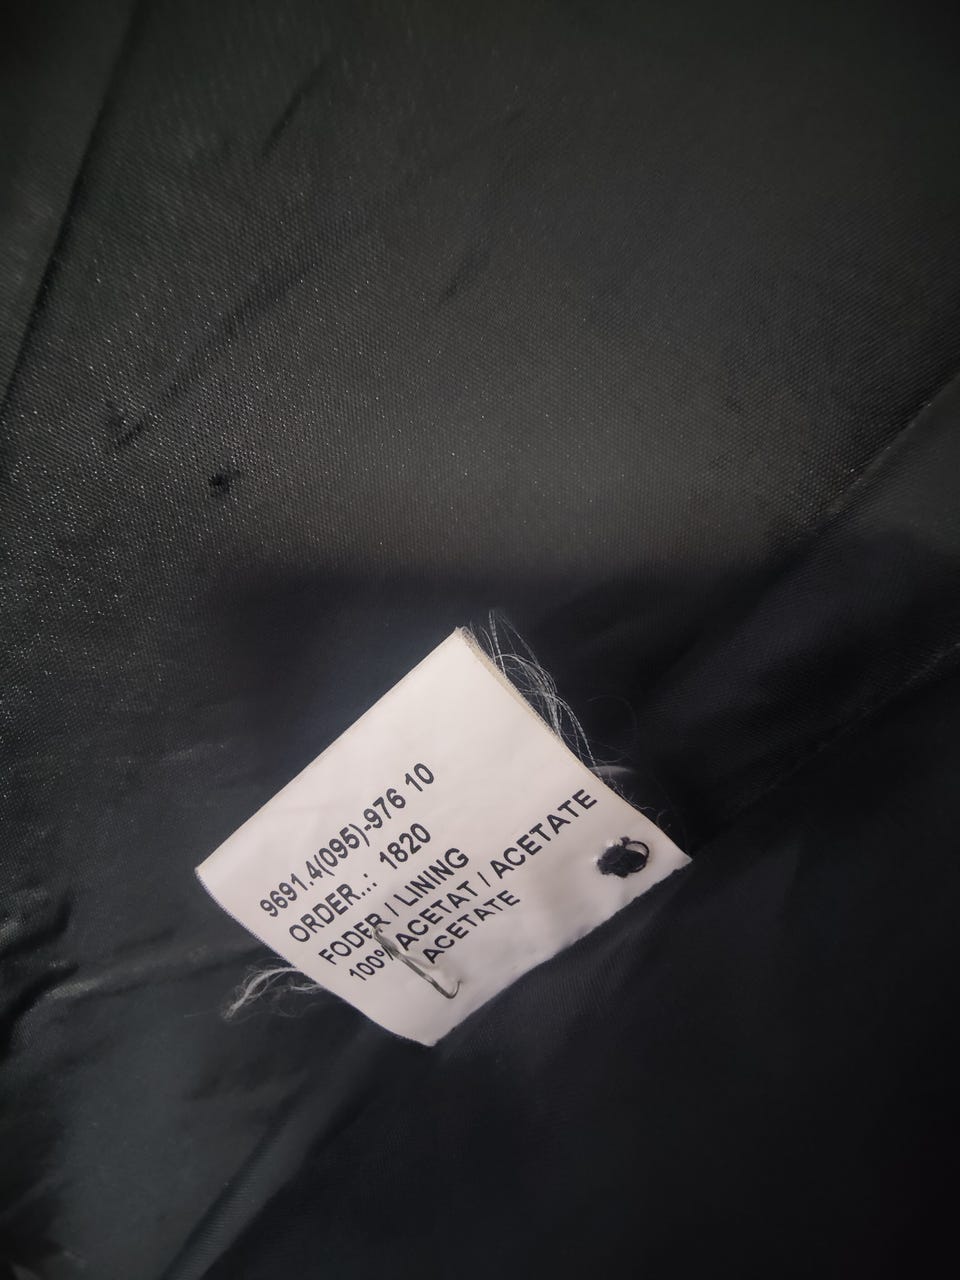 9691.4(095)-976 10
ORDER..: 1820
FODER / LINING
100% ACETAT / ACETATE
ACETATE